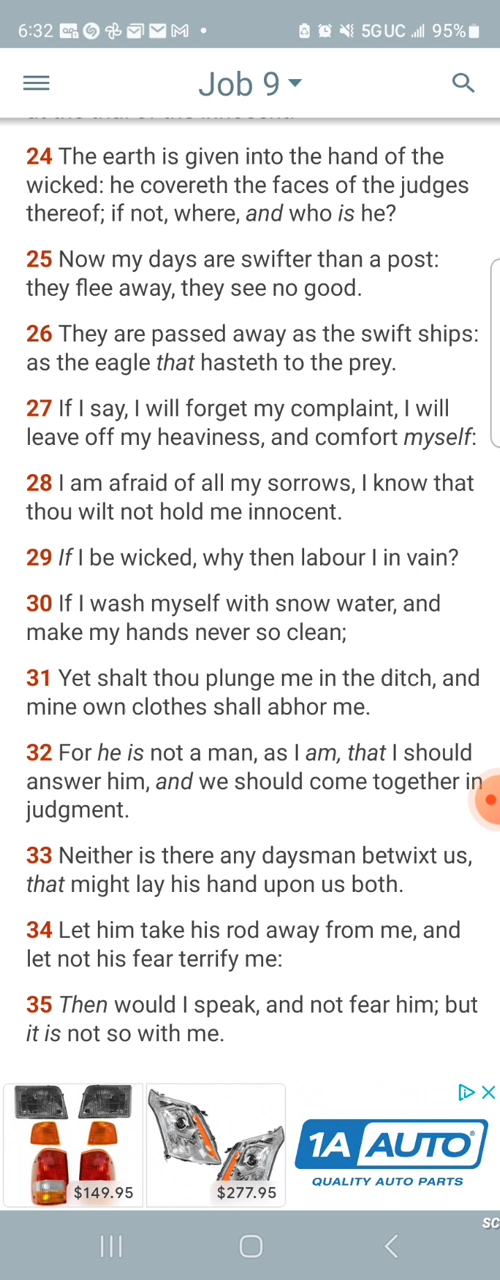 6:32
5GUC 95%
Job 9
24 The earth is given into the hand of the
wicked: he covereth the faces of the judges
thereof; if not, where, and who is he?
25 Now my days are swifter than a post:
they flee away, they see no good.
26 They are passed away as the swift ships:
as the eagle that hasteth to the prey.
27 If I say, I will forget my complaint, I will
leave off my heaviness, and comfort myself:
28 I am afraid of all my sorrows, I know that
thou wilt not hold me innocent.
29 If I be wicked, why then labour I in vain?
30 If I wash myself with snow water, and
make my hands never so clean;
31 Yet shalt thou plunge me in the ditch, and
mine own clothes shall abhor me.
32 For he is not a man, as I am, that I should
answer him, and we should come together in
judgment.
33 Neither is there any daysman betwixt us,
that might lay his hand upon us both.
34 Let him take his rod away from me, and
let not his fear terrify me:
35 Then would I speak, and not fear him; but
it is not so with me.
$149.95
$277.95
1A AUTO
QUALITY AUTO PARTS
SC